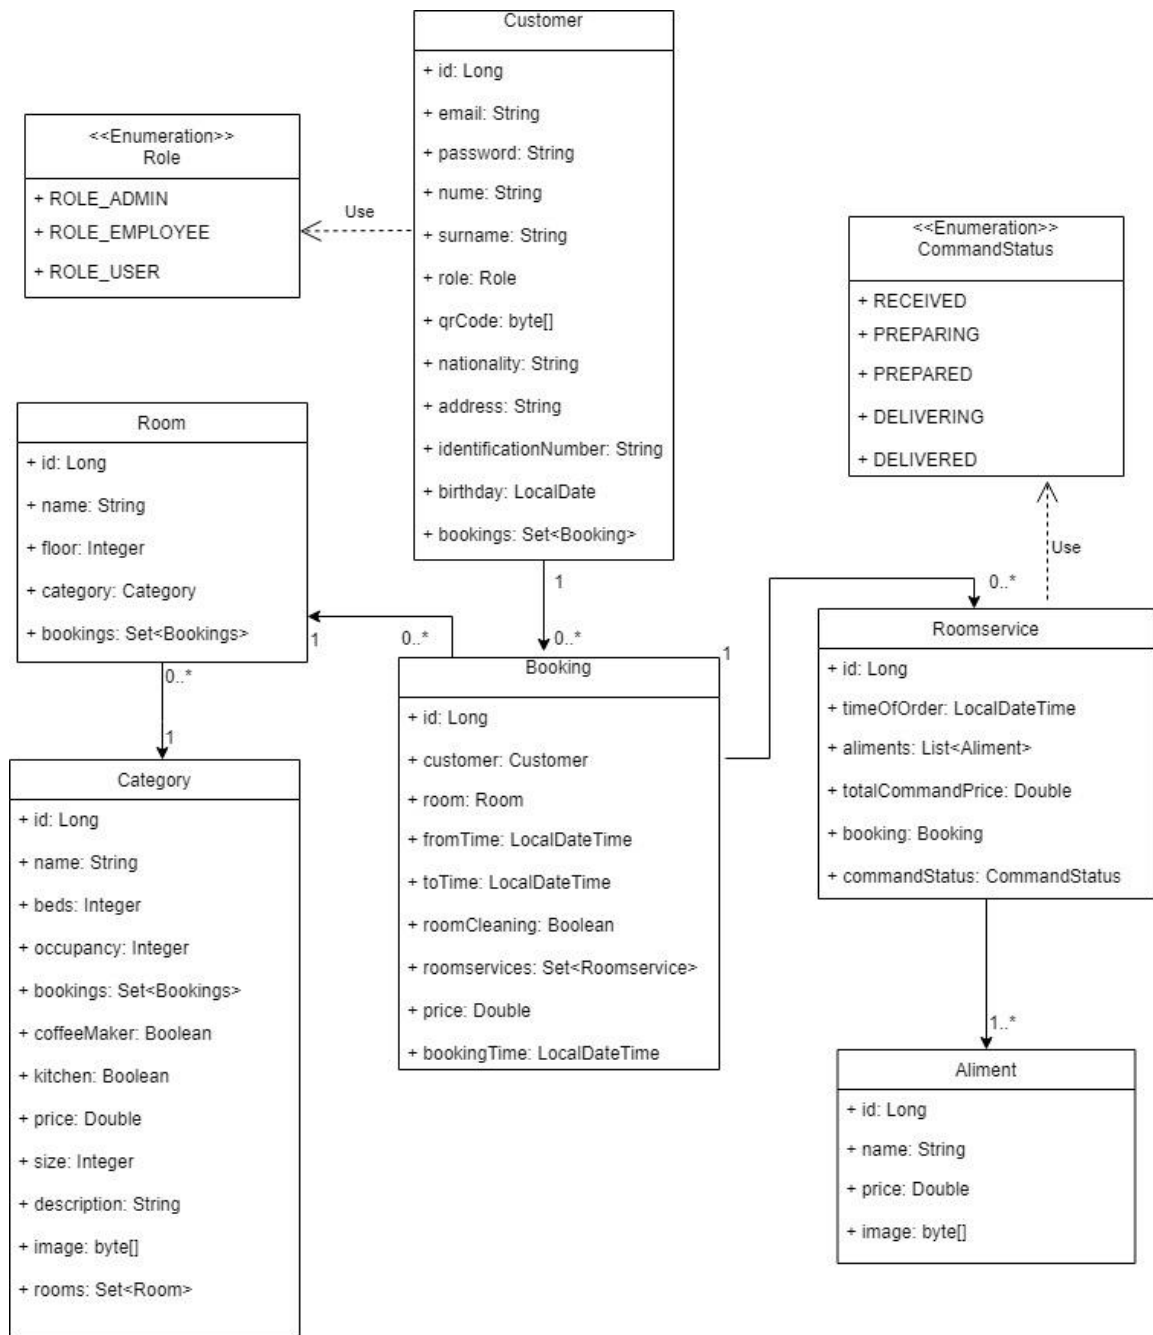 Customer
+ id: Long
+ email: String
+ password: String
+ nume: String
+ surname: String
+ role: Role
+ qrCode: byte[]
+ nationality: String
+ address: String
+ identificationNumber: String
+ birthday: LocalDate
+ bookings: Set<Booking>
<<Enumeration>>
Role
+ ROLE_ADMIN
+ ROLE_EMPLOYEE
+ ROLE_USER
Use
<<Enumeration>>
CommandStatus
+ RECEIVED
+ PREPARING
+ PREPARED
+ DELIVERING
+ DELIVERED
Use
Room
+ id: Long
+ name: String
+ floor: Integer
+ category: Category
+ bookings: Set<Bookings>
1
0..*
1
0..*
1
0..*
0..*
1
Booking
+ id: Long
+ customer: Customer
+ room: Room
+ fromTime: LocalDateTime
+ toTime: LocalDateTime
+ roomCleaning: Boolean
+ roomservices: Set<Roomservice>
+ price: Double
+ bookingTime: LocalDateTime
Roomservice
+ id: Long
+ timeOfOrder: LocalDateTime
+ aliments: List<Aliment>
+ totalCommandPrice: Double
+ booking: Booking
+ commandStatus: CommandStatus
Category
+ id: Long
+ name: String
+ beds: Integer
+ occupancy: Integer
+ bookings: Set<Bookings>
+ coffeeMaker: Boolean
+ kitchen: Boolean
+ price: Double
+ size: Integer
+ description: String
+ image: byte[]
+ rooms: Set<Room>
1..*
Aliment
+ id: Long
+ name: String
+ price: Double
+ image: byte[]